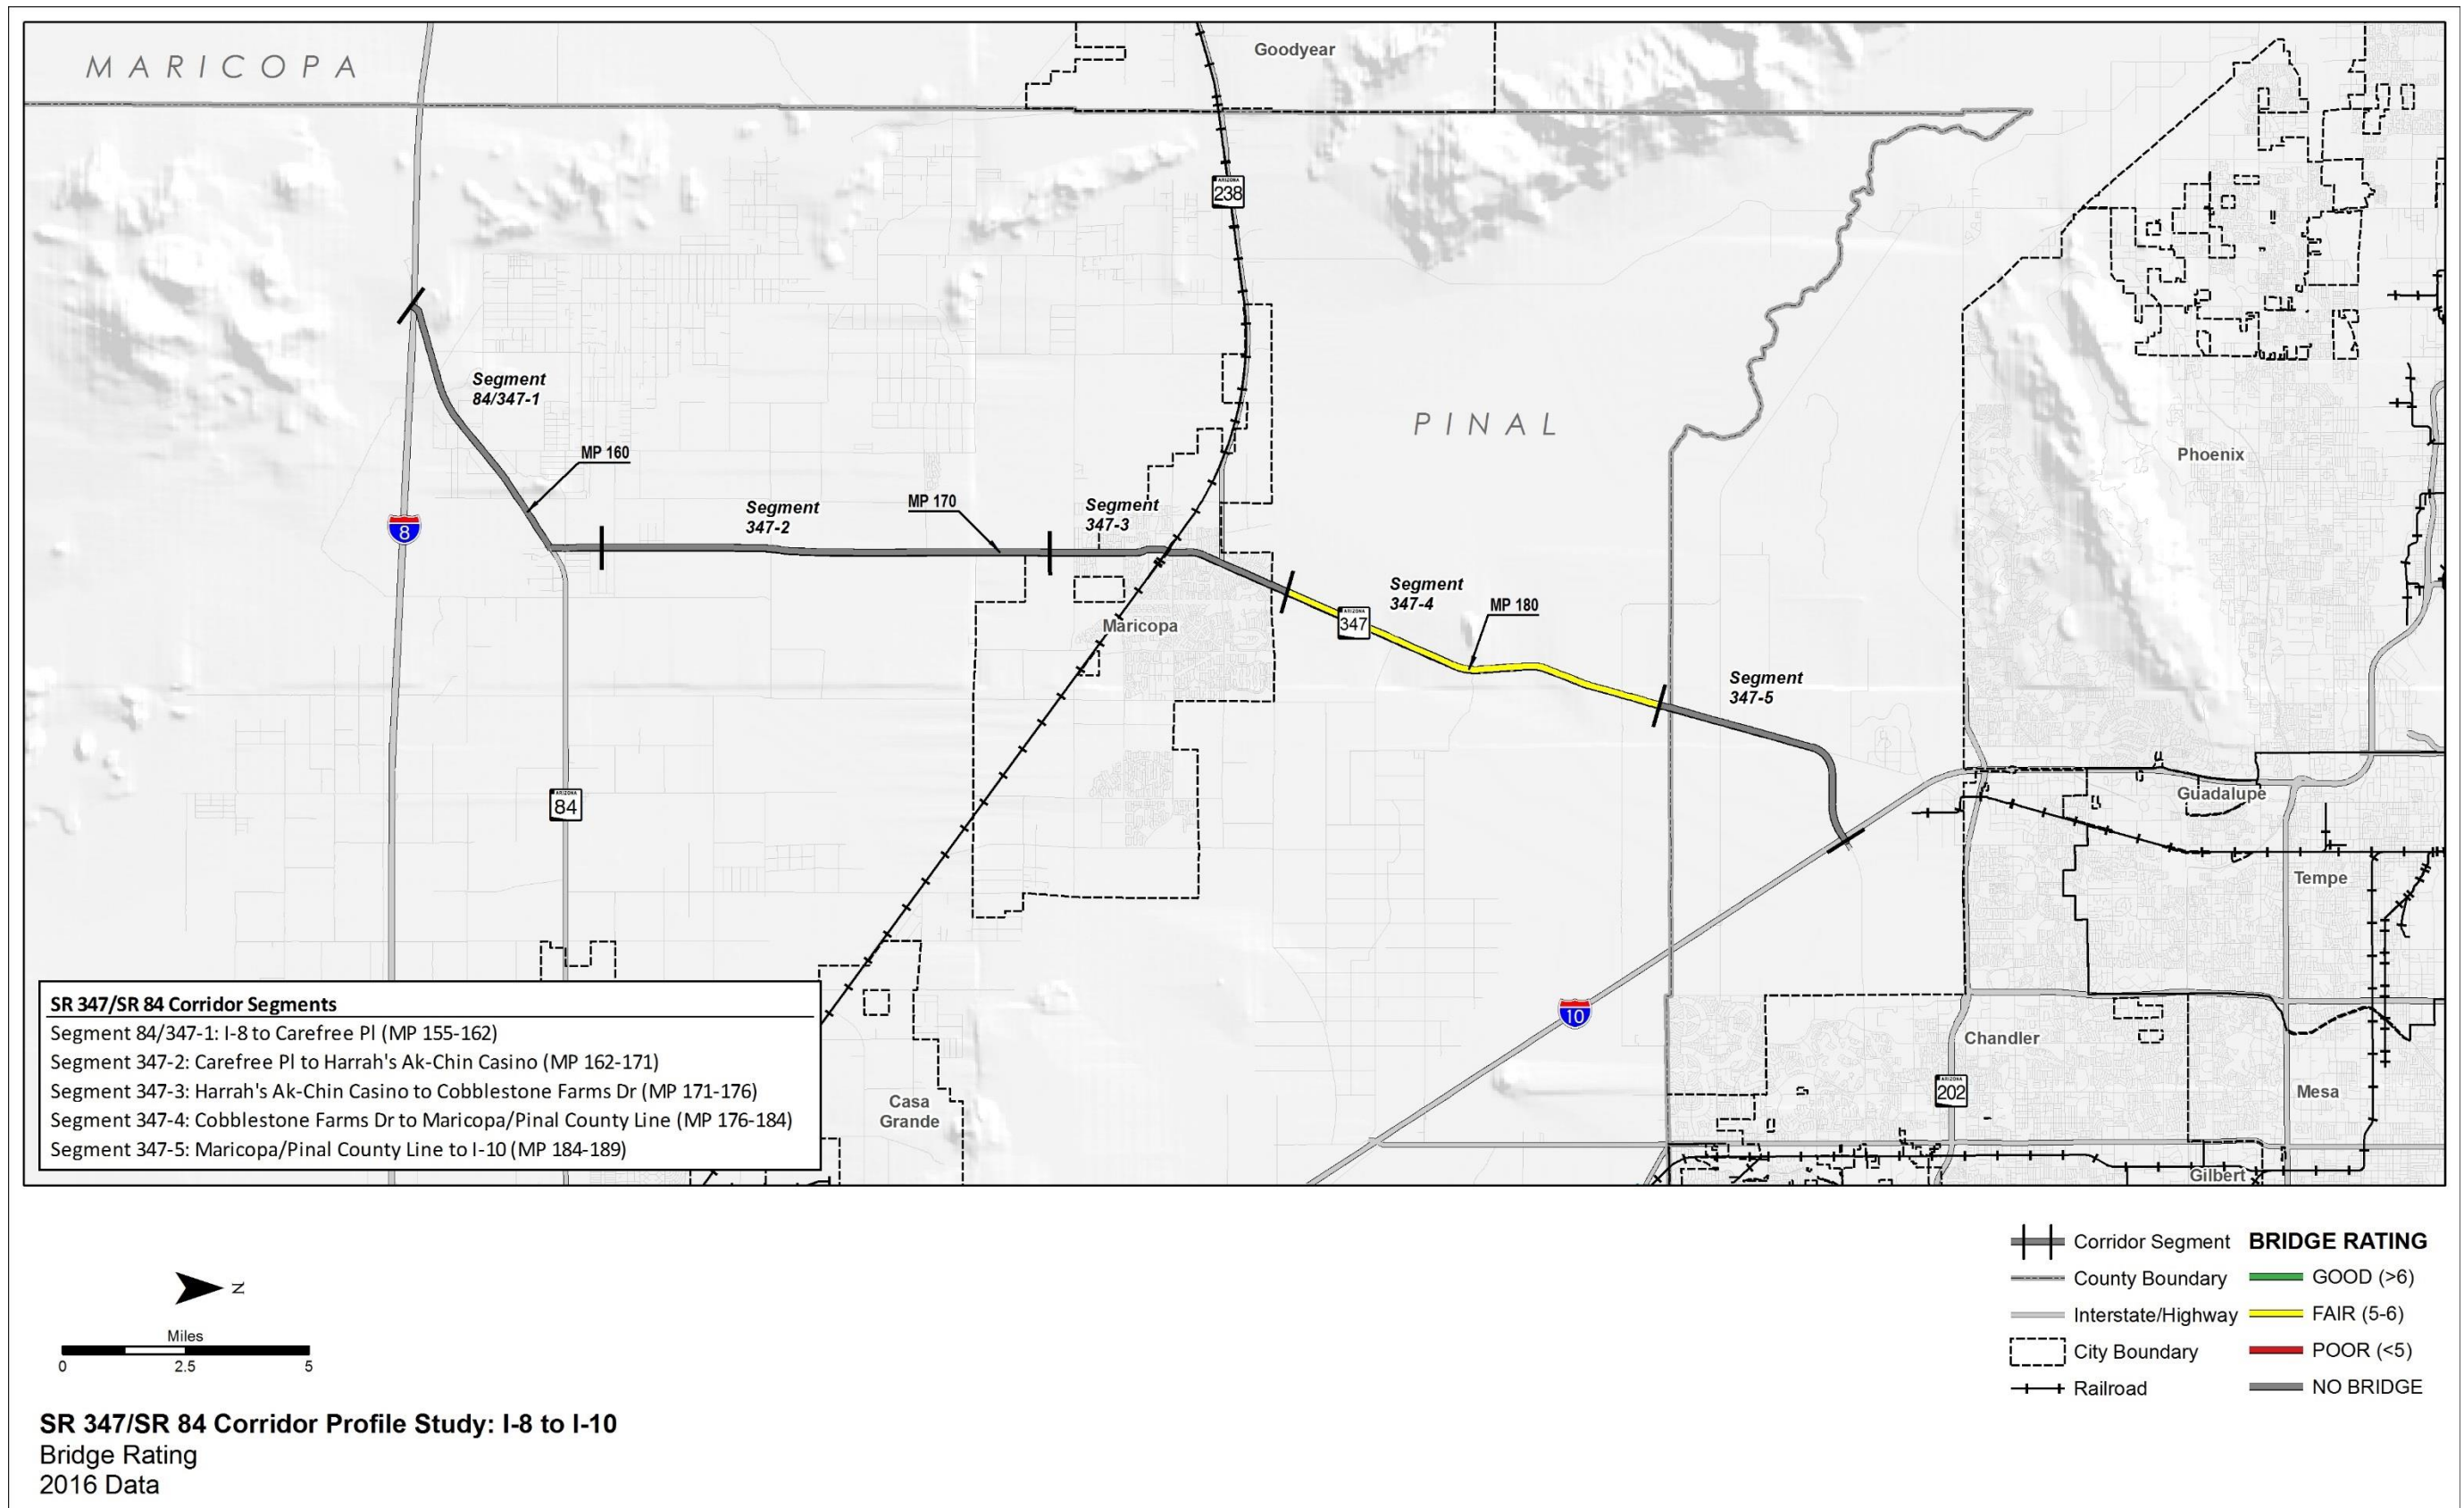 MARICOPA
Goodyear
ARIZONA
238
Segment
84/347-1
PINAL
MP 160
Phoenix
Segment
347-2
MP 170
Segment
347-3
8
Segment
347-4
MP 180
ARIZONA
347
Maricopa
Segment
347-5
ARIZONA
84
Guadalupe
Tempe
10
Chandler
ARIZONA
202
Mesa
Casa
Grande
Gilbert
SR 347/SR 84 Corridor Segments
Segment 84/347-1: I-8 to Carefree Pl (MP 155-162)
Segment 347-2: Carefree Pl to Harrah's Ak-Chin Casino (MP 162-171)
Segment 347-3: Harrah's Ak-Chin Casino to Cobblestone Farms Dr (MP 171-176)
Segment 347-4: Cobblestone Farms Dr to Maricopa/Pinal County Line (MP 176-184)
Segment 347-5: Maricopa/Pinal County Line to I-10 (MP 184-189)
N
Miles
0 2.5 5
Corridor Segment
County Boundary
Interstate/Highway
City Boundary
Railroad
BRIDGE RATING
GOOD (>6)
FAIR (5-6)
POOR (<5)
NO BRIDGE
SR 347/SR 84 Corridor Profile Study: I-8 to I-10
Bridge Rating
2016 Data